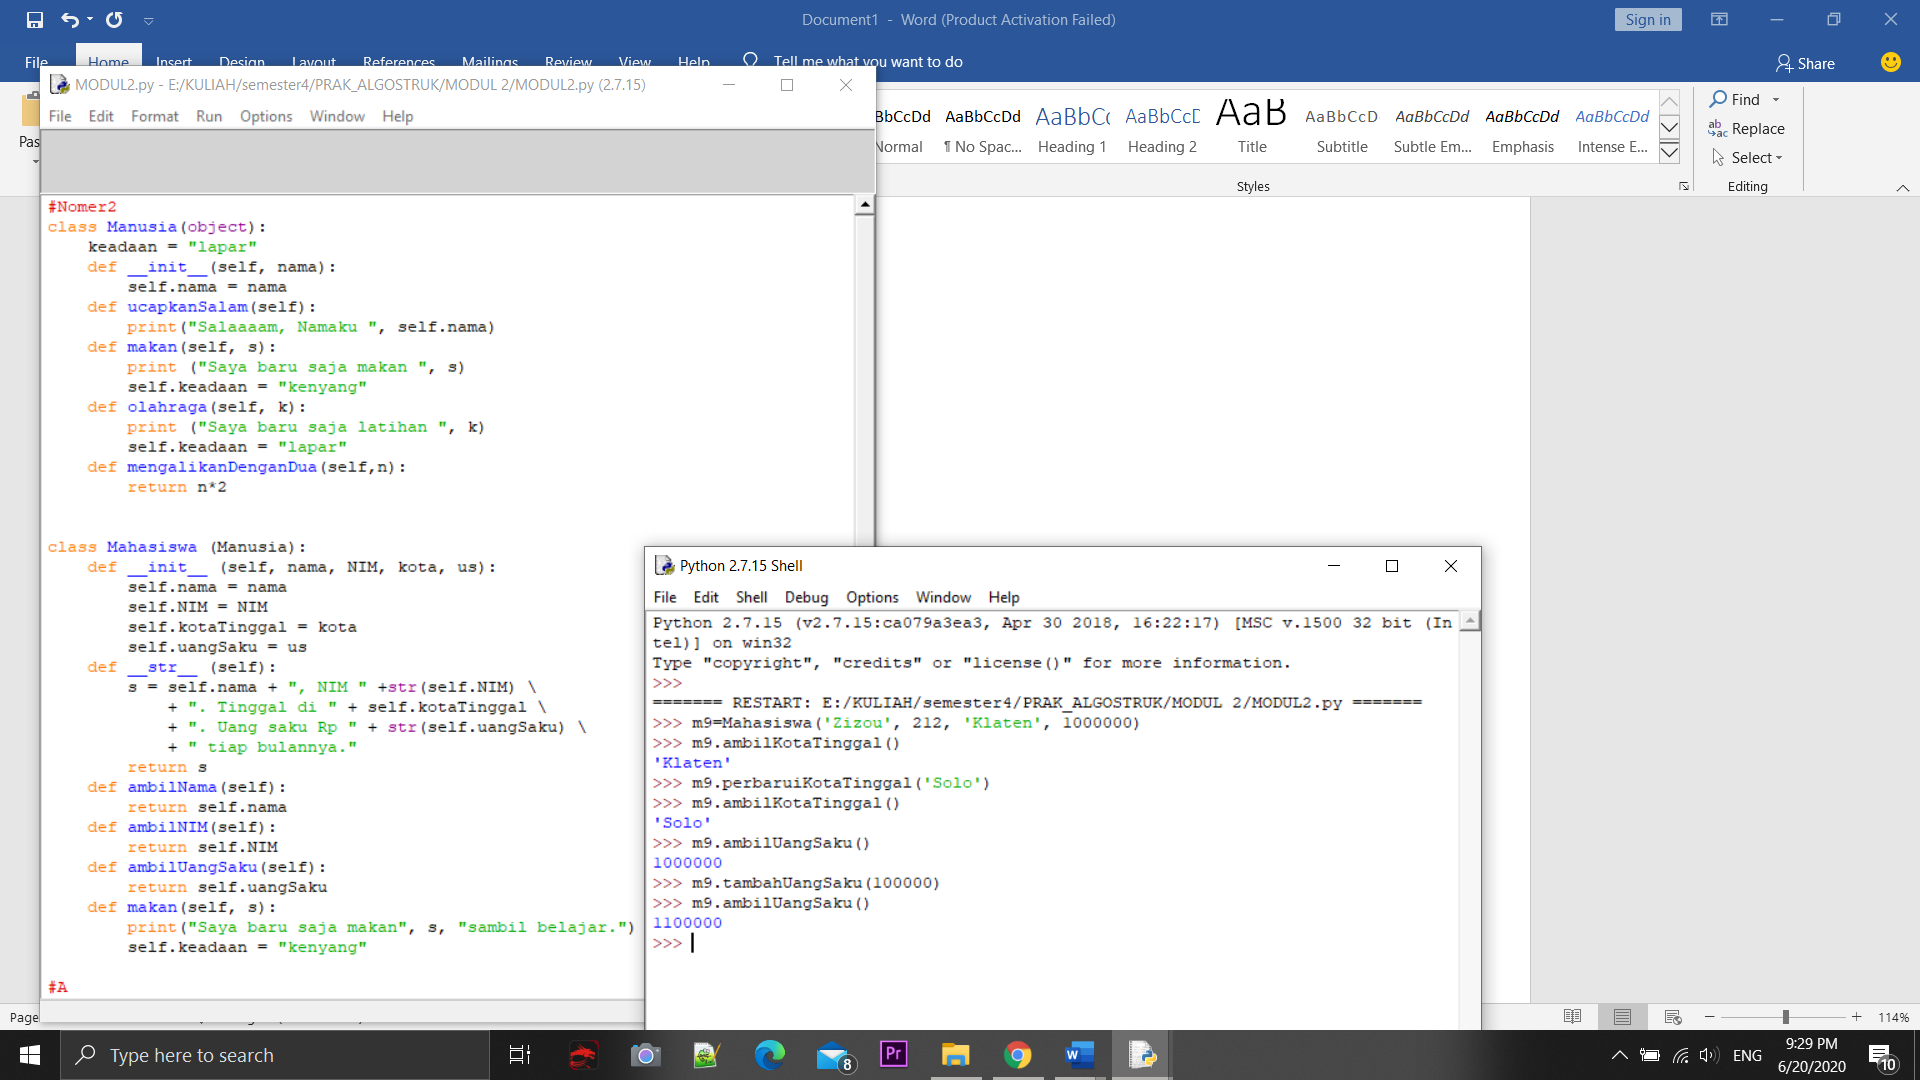 Document1 - Word (Product Activation Failed)
Sign in
File Home Insert Design Layout References Mailings Review View Help Tell me what you want to do
Share
MODUL2.py - E:/KULIAH/semester4/PRAK_ALGOSTRUK/MODUL 2/MODUL2.py (2.7.15)
File Edit Format Run Options Window Help
AaBbCcDd AaBbC AaBbCcC AaB AaBbCcD AaBbCcDd AaBbCcDd AaBbCcDd
¶ No Spac... Heading 1 Heading 2 Title Subtitle Subtle Em... Emphasis Intense E...
Styles
Find
Replace
Select
Editing
#Nomer2
class Manusia(object):
    keadaan = "lapar"
    def __init__(self, nama):
        self.nama = nama
    def ucapkanSalam(self):
        print("Salaaaam, Namaku ", self.nama)
    def makan(self, s):
        print ("Saya baru saja makan ", s)
        self.keadaan = "kenyang"
    def olahraga(self, k):
        print ("Saya baru saja latihan ", k)
        self.keadaan = "lapar"
    def mengalikanDenganDua(self,n):
        return n*2
class Mahasiswa (Manusia):
    def __init__ (self, nama, NIM, kota, us):
        self.nama = nama
        self.NIM = NIM
        self.kotaTinggal = kota
        self.uangSaku = us
    def __str__ (self):
        s = self.nama + ", NIM " +str(self.NIM) \
            + ". Tinggal di " + self.kotaTinggal \
            + ". Uang saku Rp " + str(self.uangSaku) \
            + " tiap bulannya."
        return s
    def ambilNama(self):
        return self.nama
    def ambilNIM(self):
        return self.NIM
    def ambilUangSaku(self):
        return self.uangSaku
    def makan(self, s):
        print("Saya baru saja makan", s, "sambil belajar.")
        self.keadaan = "kenyang"
#A
Python 2.7.15 Shell
File Edit Shell Debug Options Window Help
Python 2.7.15 (v2.7.15:ca079a3ea3, Apr 30 2018, 16:22:17) [MSC v.1500 32 bit (In
tel)] on win32
Type "copyright", "credits" or "license()" for more information.
>>>
======= RESTART: E:/KULIAH/semester4/PRAK_ALGOSTRUK/MODUL 2/MODUL2.py =======
>>> m9=Mahasiswa('Zizou', 212, 'Klaten', 1000000)
>>> m9.ambilKotaTinggal()
'Klaten'
>>> m9.perbaruiKotaTinggal('Solo')
>>> m9.ambilKotaTinggal()
'Solo'
>>> m9.ambilUangSaku()
1000000
>>> m9.tambahUangSaku(100000)
>>> m9.ambilUangSaku()
1100000
>>>
114%
Type here to search
8
Pr
ENG
9:29 PM
6/20/2020
10